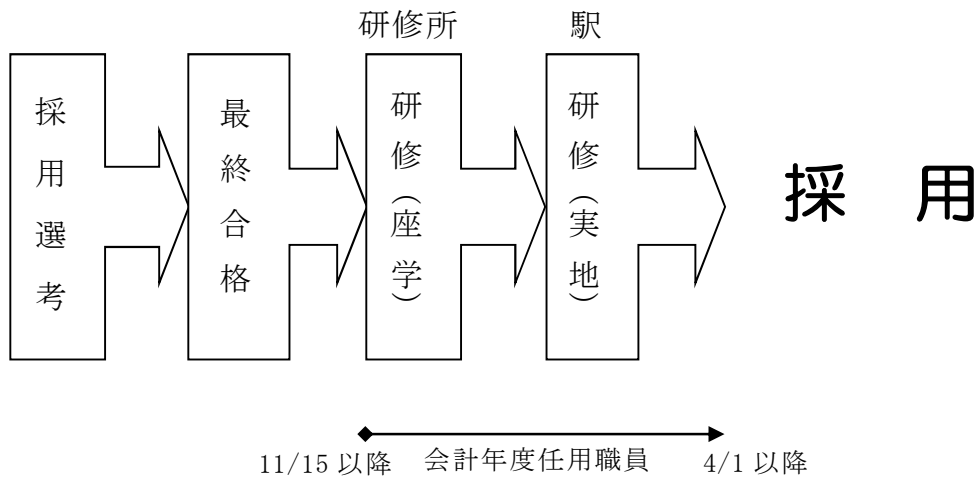 研修所
駅
採用選考
最終合格
研修（座学）
研修（実地）
採　用
11/15 以降
会計年度任用職員
4/1 以降